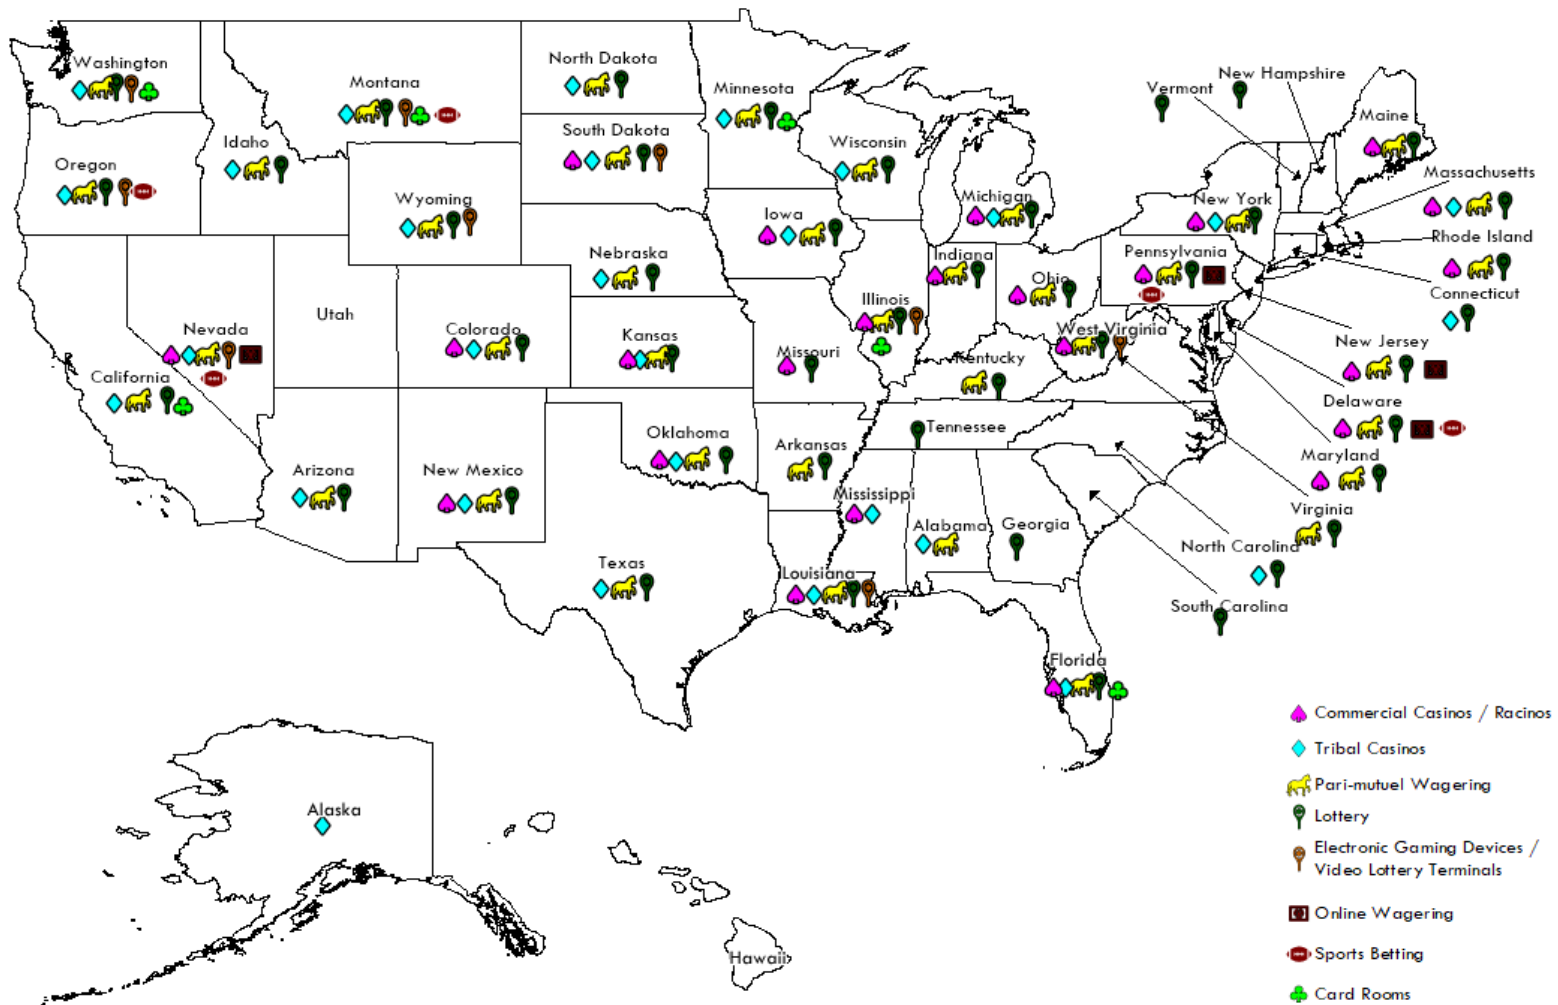 Washington
Montana
North Dakota
Minnesota
New Hampshire
Vermont
Maine
South Dakota
Idaho
Wisconsin
Oregon
Massachusetts
Wyoming
Michigan
New York
Iowa
Rhode Island
Nebraska
Indiana
Pennsylvania
Ohio
Connecticut
Illinois
Utah
Nevada
Colorado
Kansas
West Virginia
New Jersey
Missouri
Kentucky
California
Delaware
Tennessee
Oklahoma
Arkansas
Maryland
Arizona
New Mexico
Mississippi
Virginia
Alabama
Georgia
North Carolina
Texas
Louisiana
South Carolina
Florida
Commercial Casinos / Racinos
Tribal Casinos
Pari-mutuel Wagering
Alaska
Lottery
Electronic Gaming Devices /
Video Lottery Terminals
Online Wagering
Hawaii
Sports Betting
Card Rooms